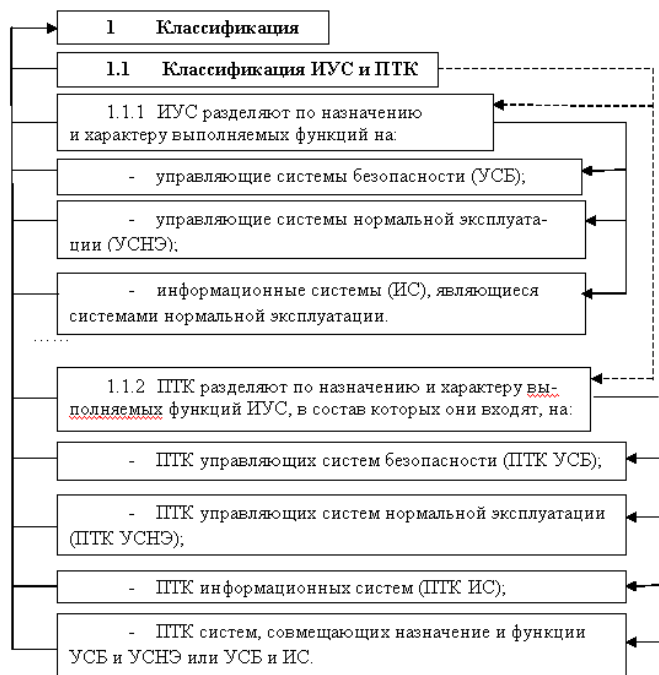 1 Классификация
1.1 Классификация ИУС и ПТК
1.1.1 ИУС разделяют по назначению
и характеру выполняемых функций на:
- управляющие системы безопасности (УСБ);
- управляющие системы нормальной эксплуата-
ции (УСНЭ);
- информационные системы (ИС), являющиеся
системами нормальной эксплуатации.
......
1.1.2 ПТК разделяют по назначению и характеру вы-
полняемых функций ИУС, в состав которых они входят, на:
- ПТК управляющих систем безопасности (ПТК УСБ);
- ПТК управляющих систем нормальной эксплуатации
(ПТК УСНЭ);
- ПТК информационных систем (ПТК ИС);
- ПТК систем, совмещающих назначение и функции
УСБ и УСНЭ или УСБ и ИС.